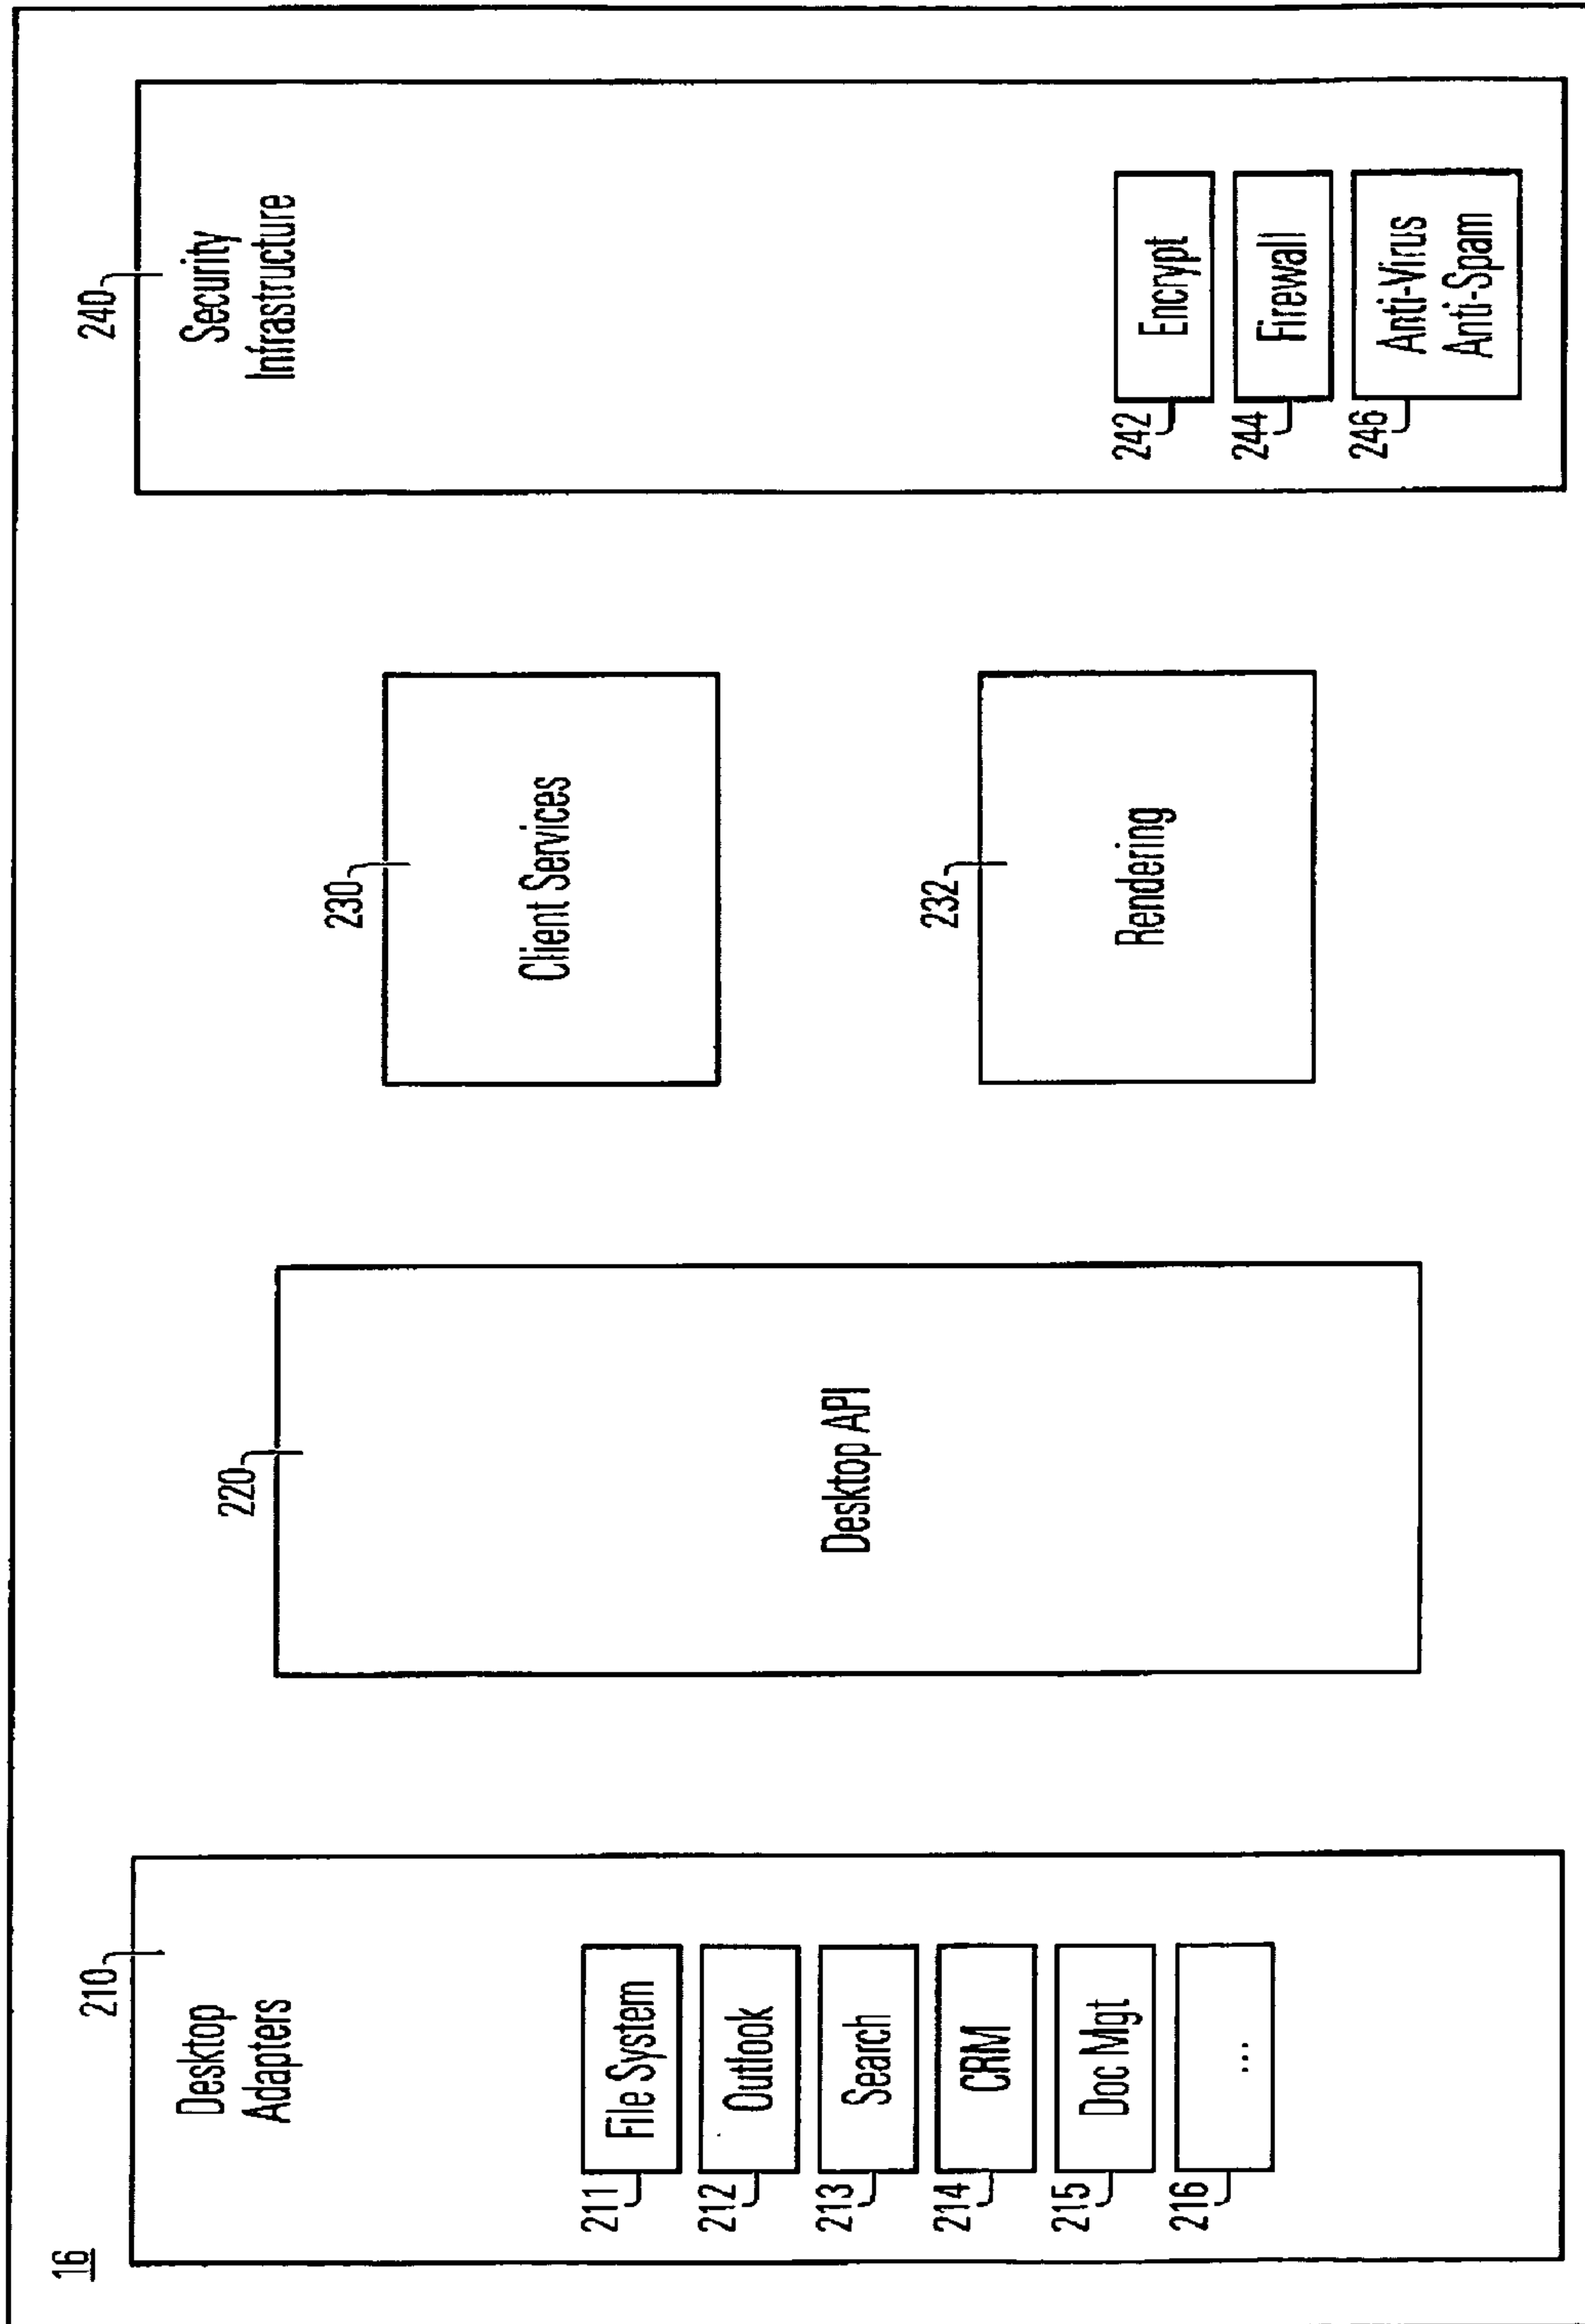 16
210
Desktop
Adapters
211
File System
212
Outlook
213
Search
214
CRM
215
Doc Mgt
216
...
220
Desktop API
230
Client Services
232
Rendering
240
Security
Infrastructure
242
Encrypt
244
Firewall
246
Anti-Virus
Anti-Spam